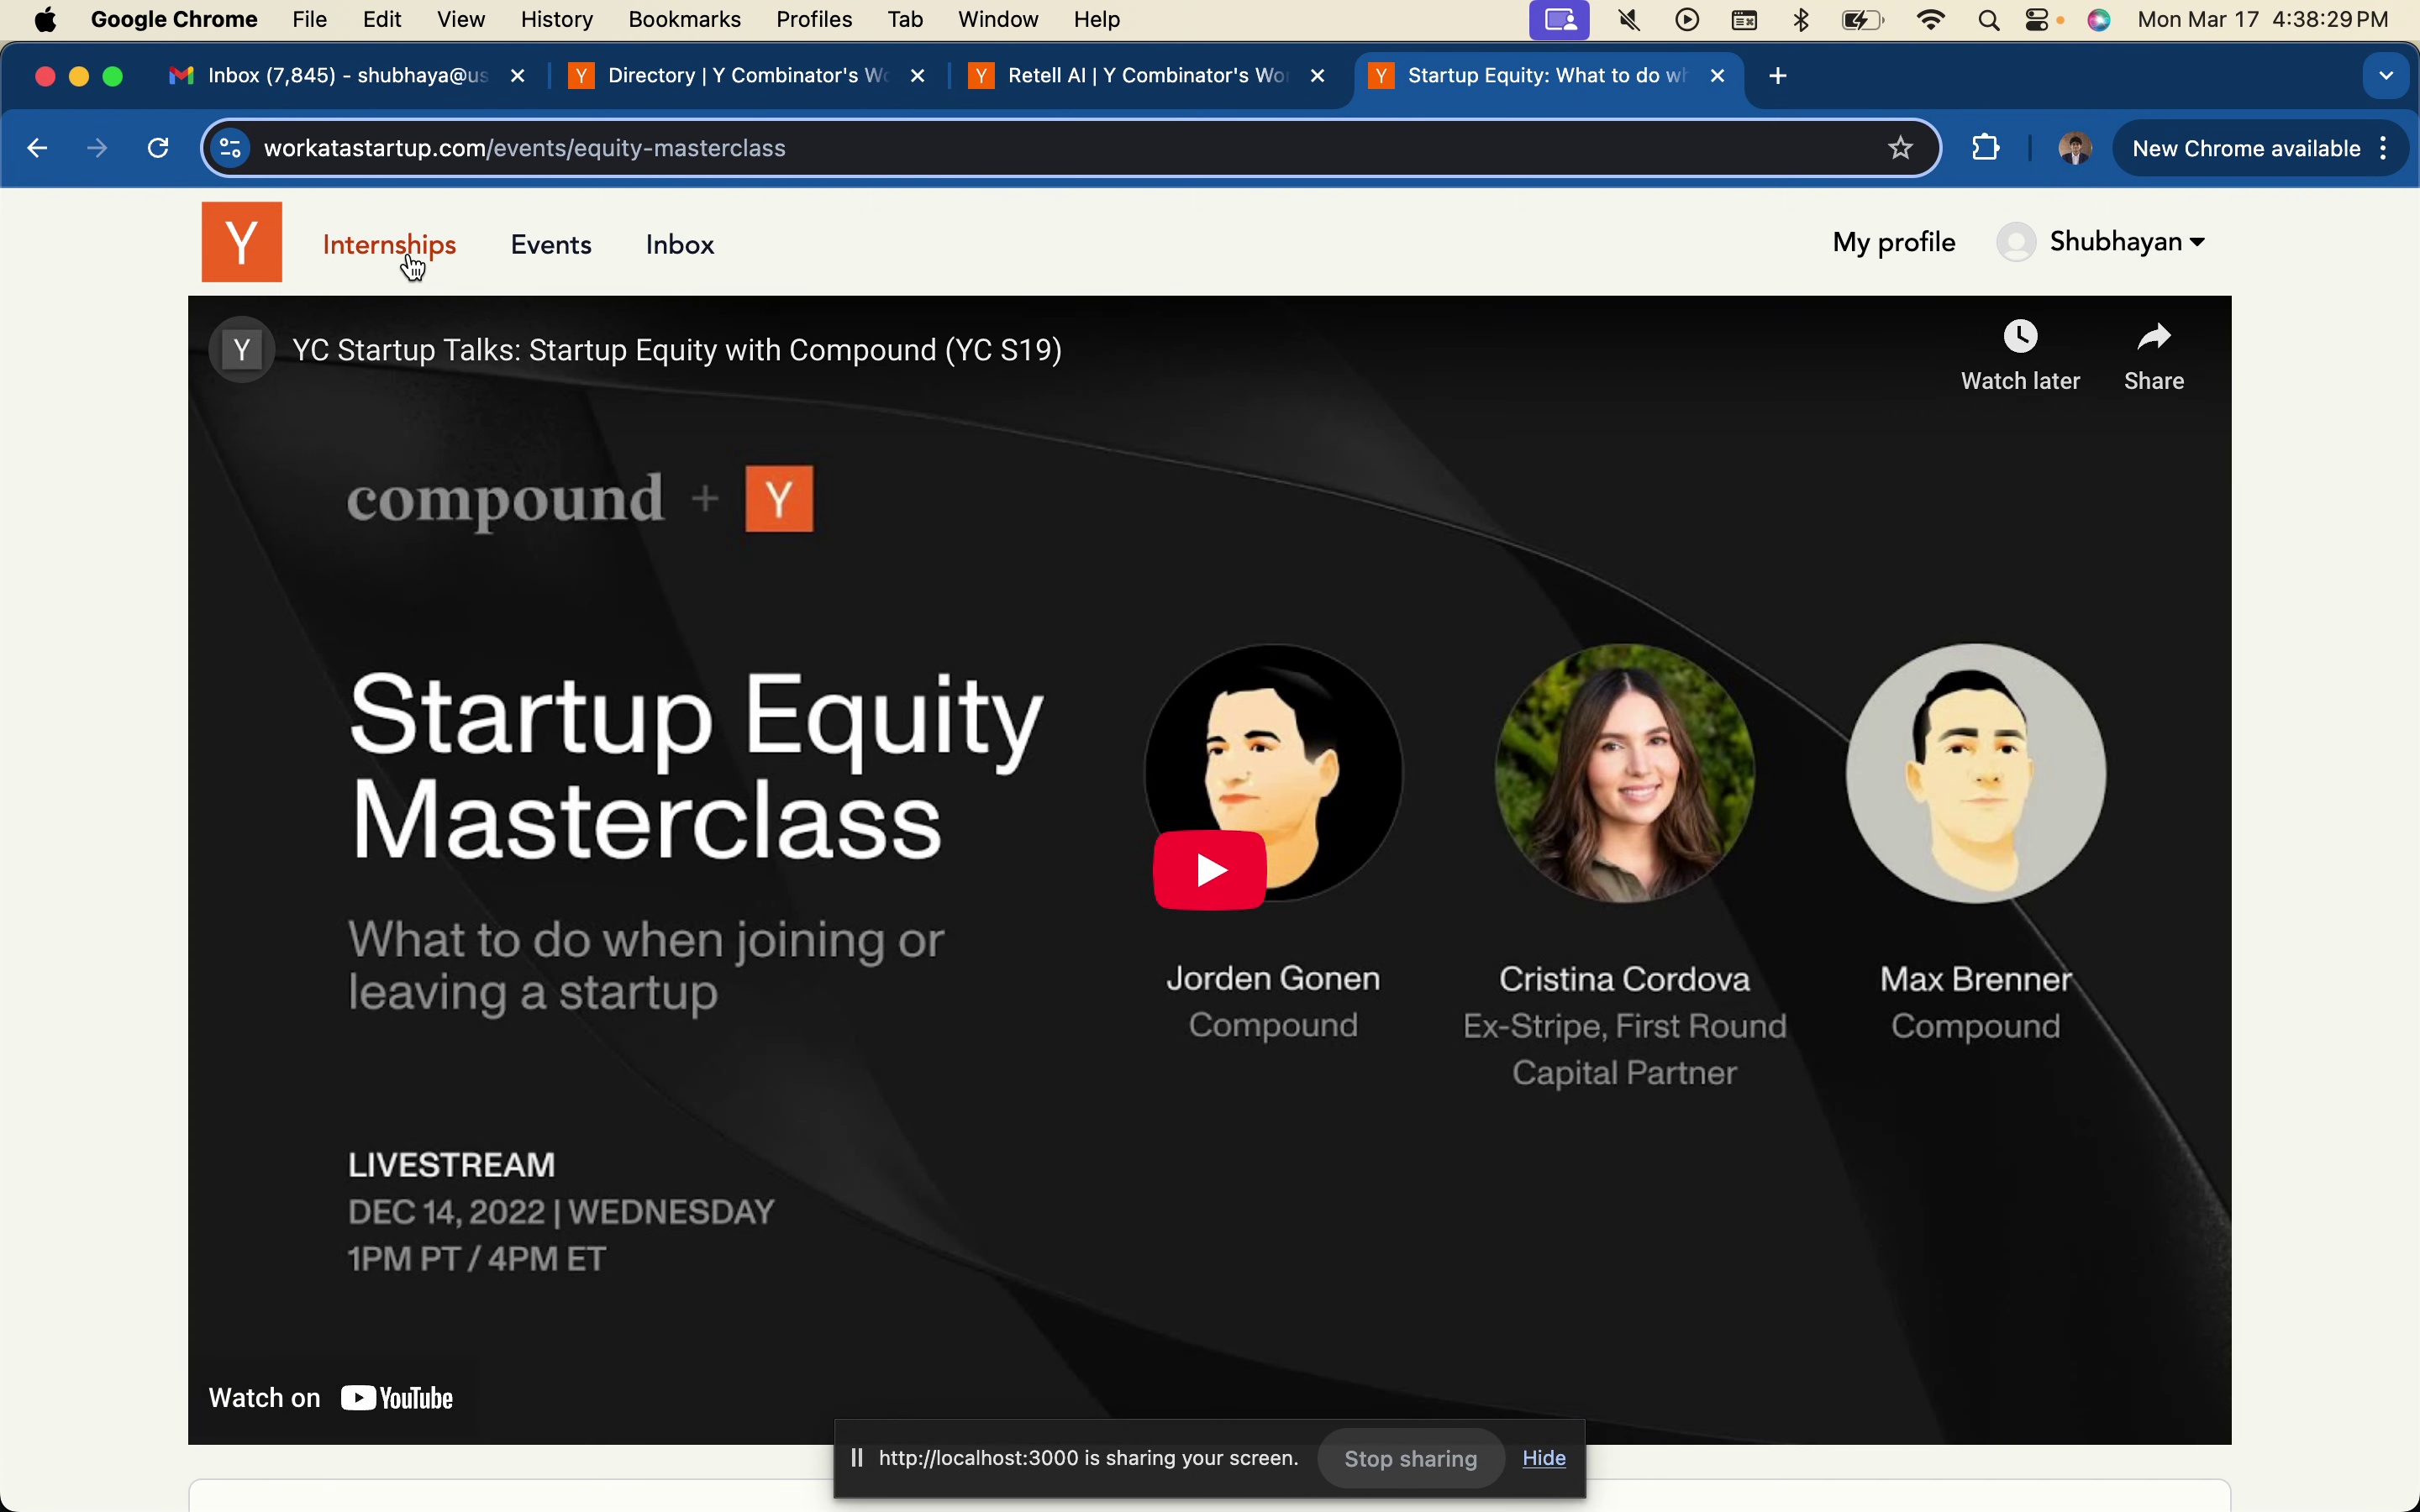 Google Chrome File Edit View History Bookmarks Profiles Tab Window Help Mon Mar 17 4:38:29 PM
Inbox (7,845) - shubhaya@us Directory | Y Combinator's Wo Retell AI | Y Combinator's Wor Startup Equity: What to do wh
workatastartup.com/events/equity-masterclass New Chrome available
Y Internships Events Inbox My profile Shubhayan
Y YC Startup Talks: Startup Equity with Compound (YC S19)
Watch later Share
compound + Y
Startup Equity
Masterclass
What to do when joining or
leaving a startup
Jorden Gonen
Compound
Cristina Cordova
Ex-Stripe, First Round
Capital Partner
Max Brenner
Compound
LIVESTREAM
DEC 14, 2022 | WEDNESDAY
1PM PT / 4PM ET
Watch on YouTube
http://localhost:3000 is sharing your screen. Stop sharing Hide